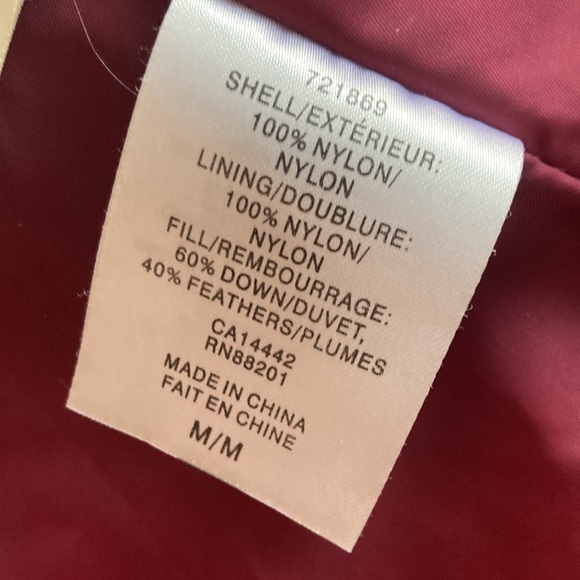 721869
SHELL/EXTÉRIEUR:
100% NYLON/
NYLON
LINING/DOUBLURE:
100% NYLON/
NYLON
FILL/REMBOURRAGE:
60% DOWN/DUVET,
40% FEATHERS/PLUMES
CA14442
RN88201
MADE IN CHINA
FAIT EN CHINE
M/M